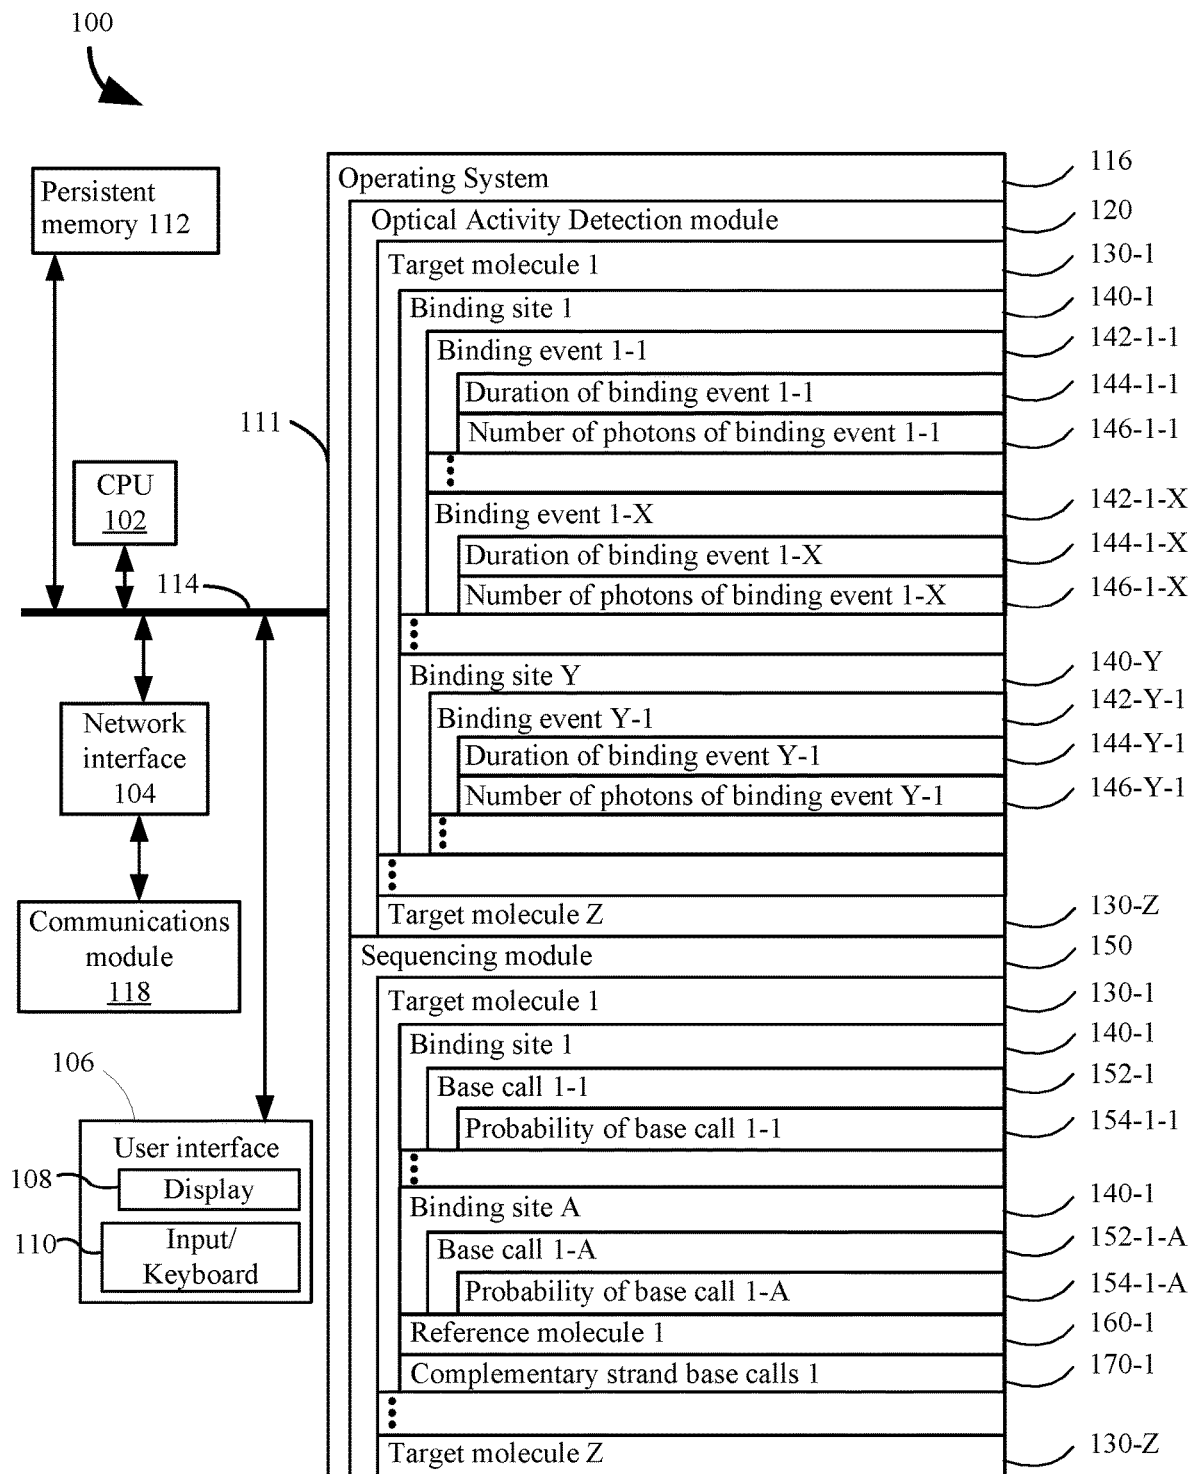 100
Persistent
memory 112
111
CPU
102
114
Network
interface
104
Communications
module
118
106
User interface
108
Display
110
Input/
Keyboard
Operating System
116
Optical Activity Detection module
120
Target molecule 1
130-1
Binding site 1
140-1
Binding event 1-1
142-1-1
Duration of binding event 1-1
144-1-1
Number of photons of binding event 1-1
146-1-1
Binding event 1-X
142-1-X
Duration of binding event 1-X
144-1-X
Number of photons of binding event 1-X
146-1-X
Binding site Y
140-Y
Binding event Y-1
142-Y-1
Duration of binding event Y-1
144-Y-1
Number of photons of binding event Y-1
146-Y-1
Target molecule Z
130-Z
Sequencing module
150
Target molecule 1
130-1
Binding site 1
140-1
Base call 1-1
152-1
Probability of base call 1-1
154-1-1
Binding site A
140-1
Base call 1-A
152-1-A
Probability of base call 1-A
154-1-A
Reference molecule 1
160-1
Complementary strand base calls 1
170-1
Target molecule Z
130-Z